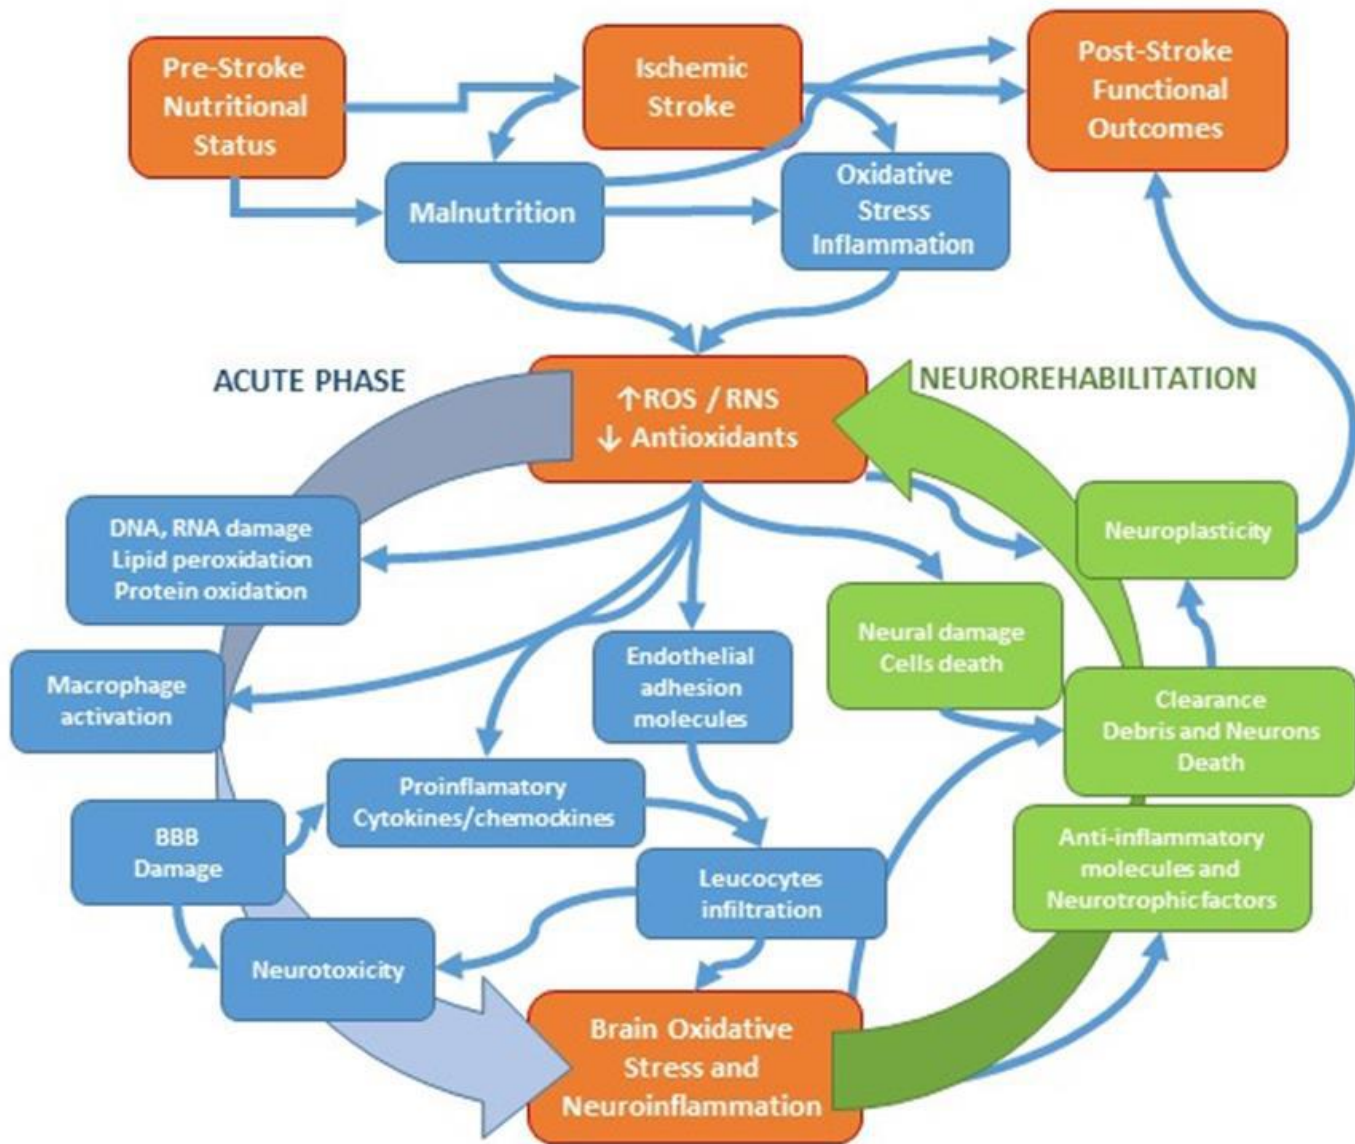 Pre-Stroke
Nutritional
Status
Ischemic
Stroke
Post-Stroke
Functional
Outcomes
Malnutrition
Oxidative
Stress
Inflammation
ACUTE PHASE
↑ROS / RNS
↓ Antioxidants
NEUROREHABILITATION
DNA, RNA damage
Lipid peroxidation
Protein oxidation
Neuroplasticity
Macrophage
activation
Endothelial
adhesion
molecules
Neural damage
Cells death
Clearance
Debris and Neurons
Death
Proinflamatory
Cytokines/chemockines
BBB
Damage
Leucocytes
infiltration
Anti-inflammatory
molecules and
Neurotrophic factors
Neurotoxicity
Brain Oxidative
Stress and
Neuroinflammation